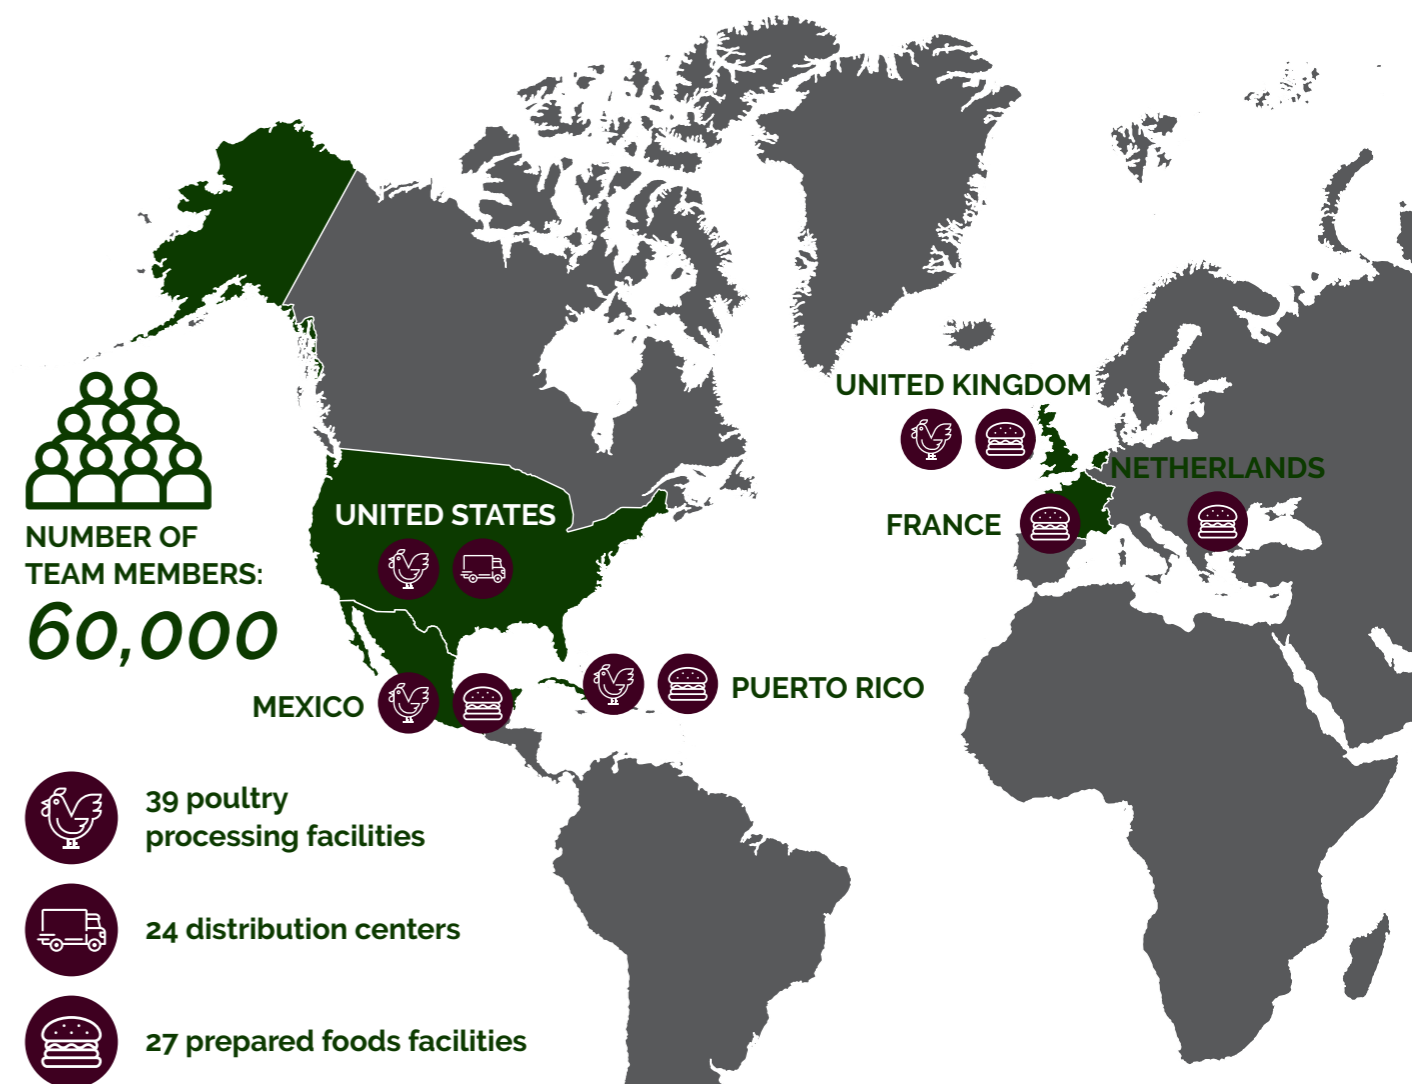 UNITED KINGDOM
NETHERLANDS
FRANCE
UNITED STATES
NUMBER OF
TEAM MEMBERS:
60,000
MEXICO
PUERTO RICO
39 poultry
processing facilities
24 distribution centers
27 prepared foods facilities